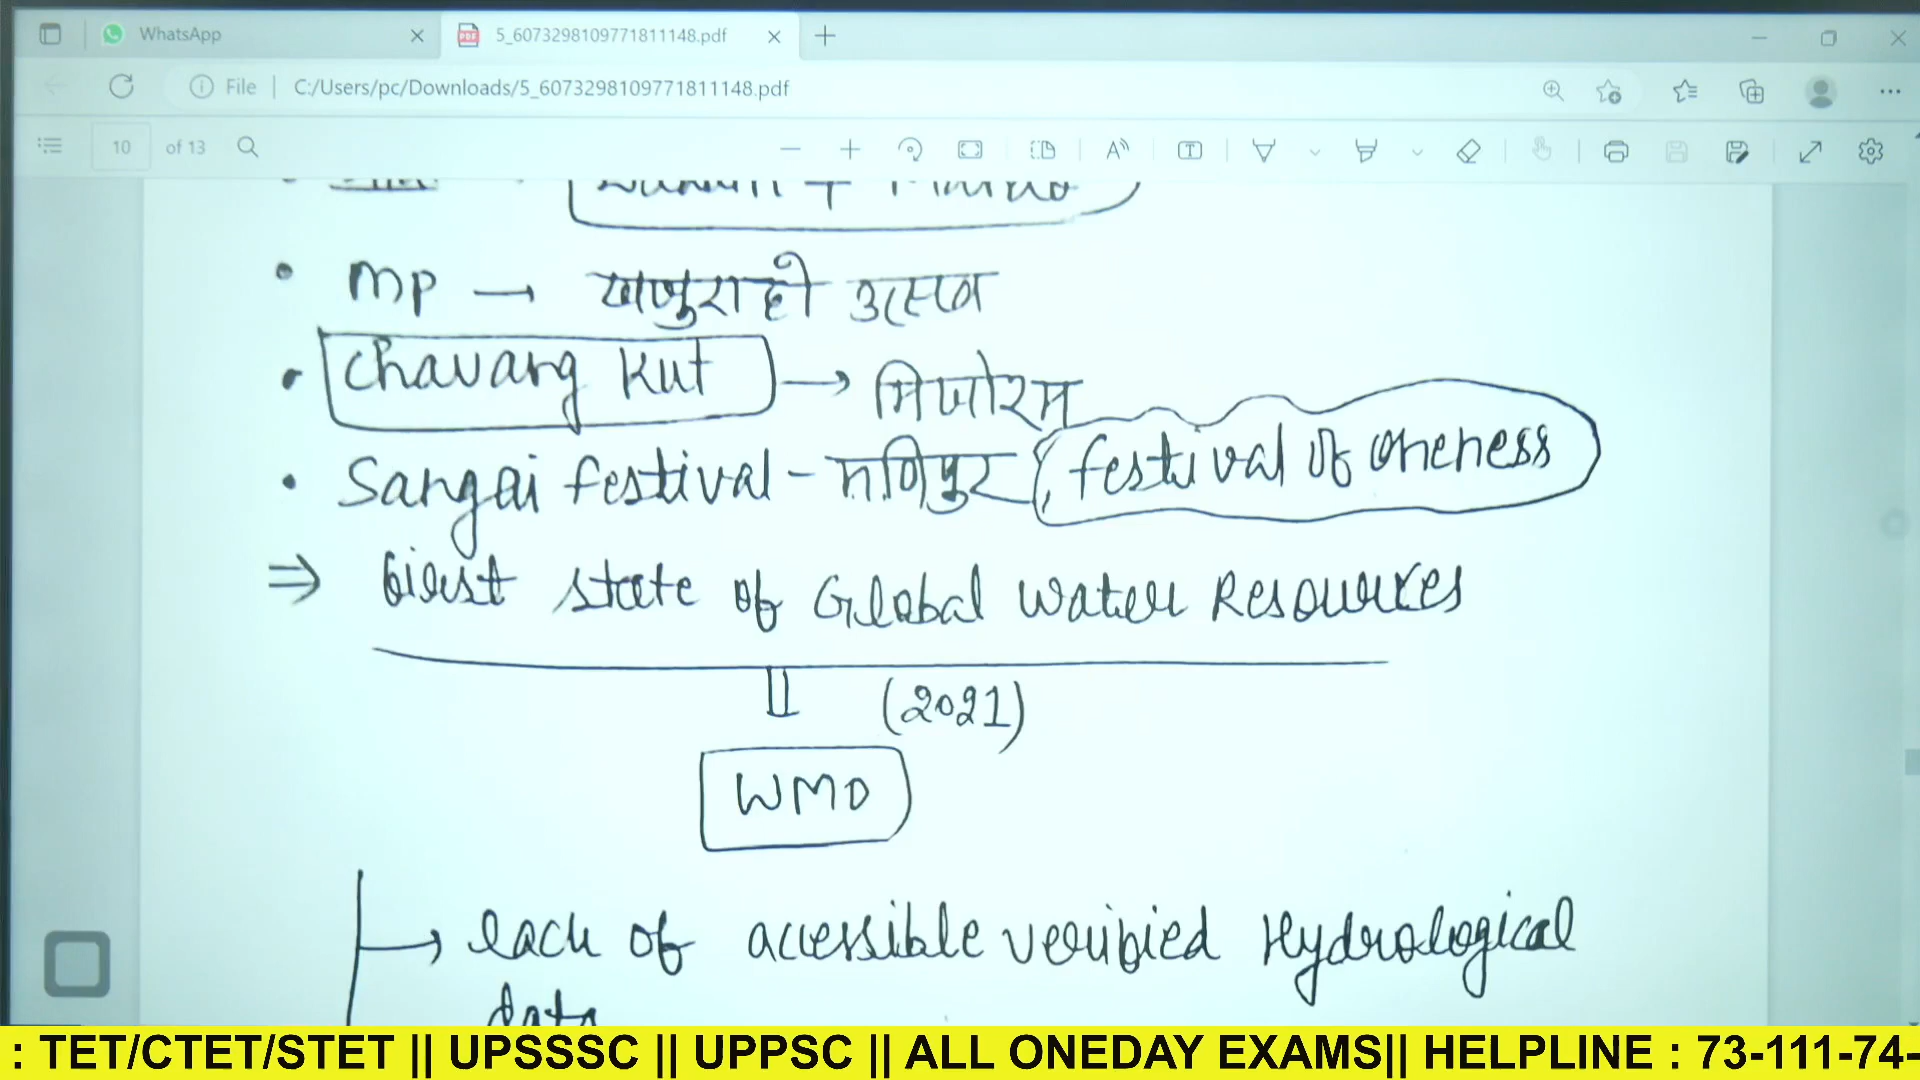 WhatsApp 5_6073298109771811148.pdf
File C:/Users/pc/Downloads/5_6073298109771811148.pdf
10 of 13
• MP → खजुराहो उत्सव
• Chavang Kut → मिजोरम
• Sangai festival - मणिपुर, festival of oneness
⇒ first state of Global Water Resources
(2021)
WMO
→ lack of accessible verified Hydrological
data
: TET/CTET/STET || UPSSSC || UPPSC || ALL ONEDAY EXAMS|| HELPLINE : 73-111-74-